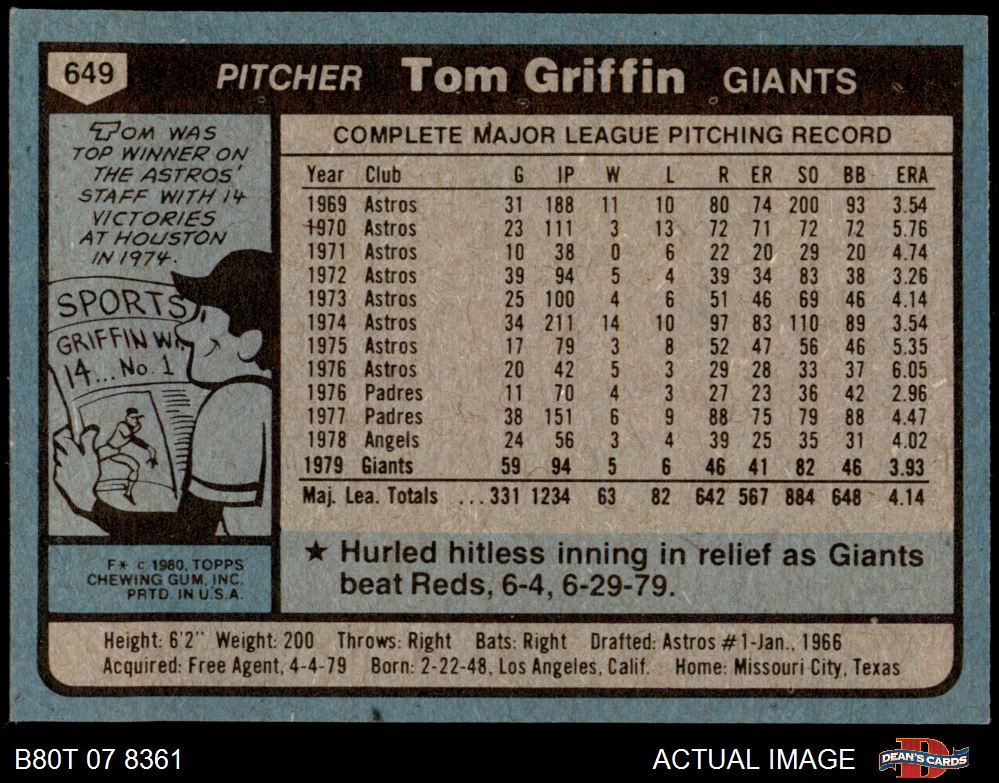 649 PITCHER Tom Griffin GIANTS
TOM WAS
TOP WINNER ON
THE ASTROS'
STAFF WITH 14
VICTORIES
AT HOUSTON
IN 1974.
SPORTS
GRIFFIN W
14... No. 1
F* © 1980, TOPPS
CHEWING GUM, INC.
PRTD. IN U.S.A.
COMPLETE MAJOR LEAGUE PITCHING RECORD
Year Club G IP W L R ER SO BB ERA
1969 Astros 31 188 11 10 80 74 200 93 3.54
1970 Astros 23 111 3 13 72 71 72 72 5.76
1971 Astros 10 38 0 6 22 20 29 20 4.74
1972 Astros 39 94 5 4 39 34 83 38 3.26
1973 Astros 25 100 4 6 51 46 69 46 4.14
1974 Astros 34 211 14 10 97 83 110 89 3.54
1975 Astros 17 79 3 8 52 47 56 46 5.35
1976 Astros 20 42 5 3 29 28 33 37 6.05
1976 Padres 11 70 4 3 27 23 36 42 2.96
1977 Padres 38 151 6 9 88 75 79 88 4.47
1978 Angels 24 56 3 4 39 25 35 31 4.02
1979 Giants 59 94 5 6 46 41 82 46 3.93
Maj. Lea. Totals ...331 1234 63 82 642 567 884 648 4.14
★ Hurled hitless inning in relief as Giants
beat Reds, 6-4, 6-29-79.
Height: 6'2" Weight: 200 Throws: Right Bats: Right Drafted: Astros #1-Jan., 1966
Acquired: Free Agent, 4-4-79 Born: 2-22-48, Los Angeles, Calif. Home: Missouri City, Texas
B80T 07 8361 ACTUAL IMAGE DEAN'S CARDS